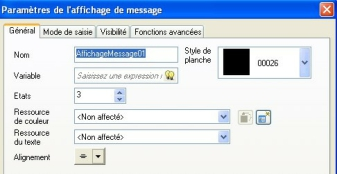 Paramètres de l'affichage de message
Général Mode de saisie Visibilité Fonctions avancées
Nom AffichageMessage01 Style de planche 00026
Variable Saisissez une expression i
Etats 3
Ressource de couleur <Non affecté>
Ressource du texte <Non affecté>
Alignement